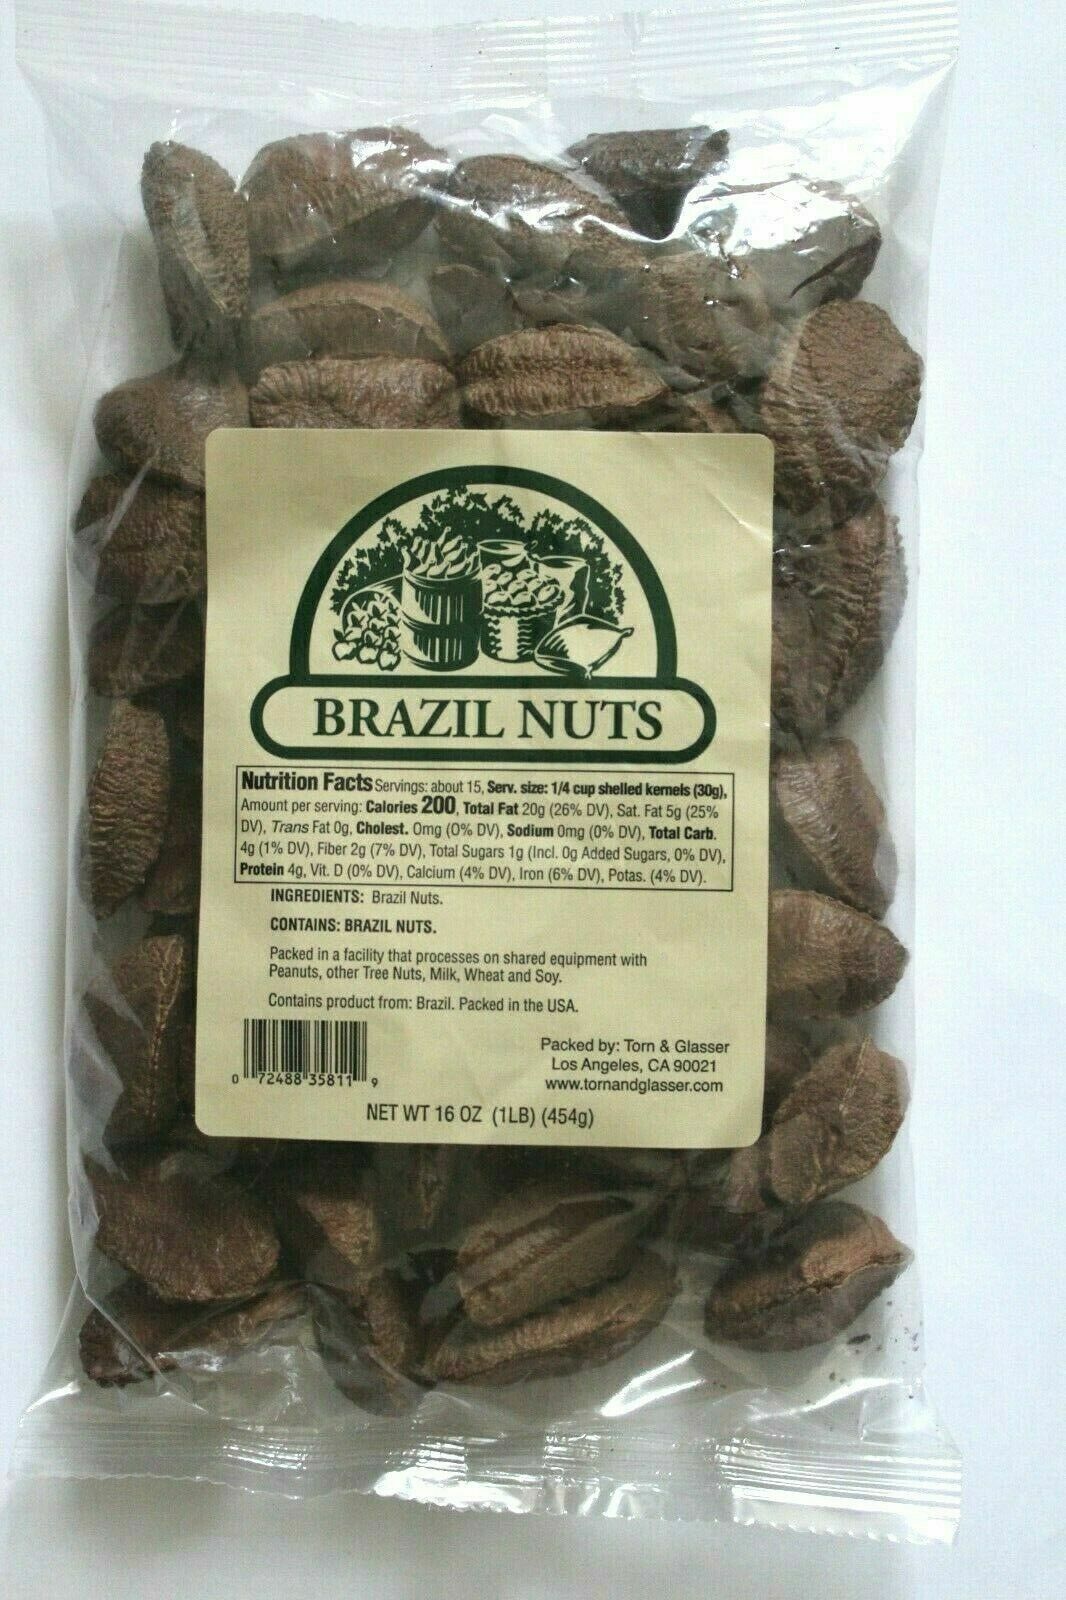 BRAZIL NUTS
Nutrition Facts Servings: about 15, Serv. size: 1/4 cup shelled kernels (30g),
Amount per serving: Calories 200, Total Fat 20g (26% DV), Sat. Fat 5g (25%
DV), Trans Fat 0g, Cholest. 0mg (0% DV), Sodium 0mg (0% DV), Total Carb.
4g (1% DV), Fiber 2g (7% DV), Total Sugars 1g (Incl. 0g Added Sugars, 0% DV),
Protein 4g, Vit. D (0% DV), Calcium (4% DV), Iron (6% DV), Potas. (4% DV).
INGREDIENTS: Brazil Nuts.
CONTAINS: BRAZIL NUTS.
Packed in a facility that processes on shared equipment with
Peanuts, other Tree Nuts, Milk, Wheat and Soy.
Contains product from: Brazil. Packed in the USA.
0 72488 35811 9
Packed by: Torn & Glasser
Los Angeles, CA 90021
www.tornandglasser.com
NET WT 16 OZ (1LB) (454g)